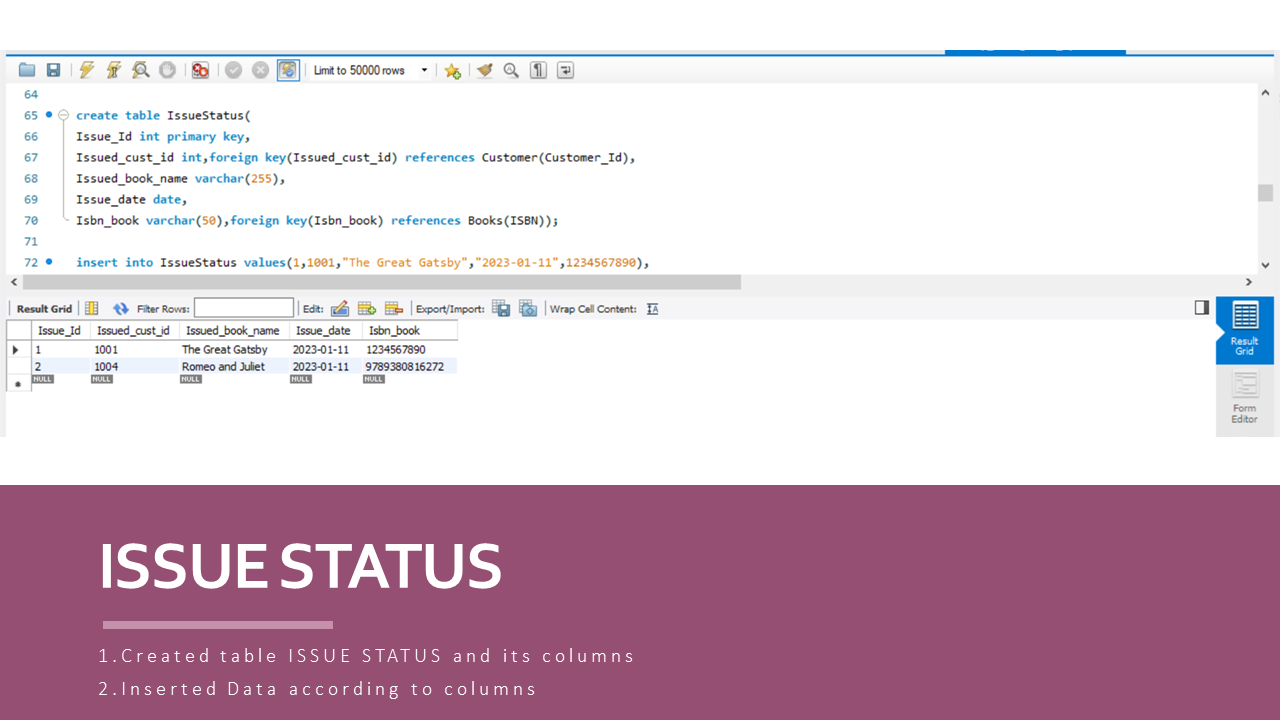 Limit to 50000 rows
64
65 create table IssueStatus(
66 Issue_Id int primary key,
67 Issued_cust_id int,foreign key(Issued_cust_id) references Customer(Customer_Id),
68 Issued_book_name varchar(255),
69 Issue_date date,
70 Isbn_book varchar(50),foreign key(Isbn_book) references Books(ISBN));
71
72 insert into IssueStatus values(1,1001,"The Great Gatsby","2023-01-11",1234567890),
Result Grid Filter Rows: Edit: Export/Import: Wrap Cell Content:
Issue_Id Issued_cust_id Issued_book_name Issue_date Isbn_book
1 1001 The Great Gatsby 2023-01-11 1234567890
2 1004 Romeo and Juliet 2023-01-11 9789380816272
NULL NULL NULL NULL NULL
Result
Grid
Form
Editor
ISSUE STATUS
1.Created table ISSUE STATUS and its columns
2.Inserted Data according to columns